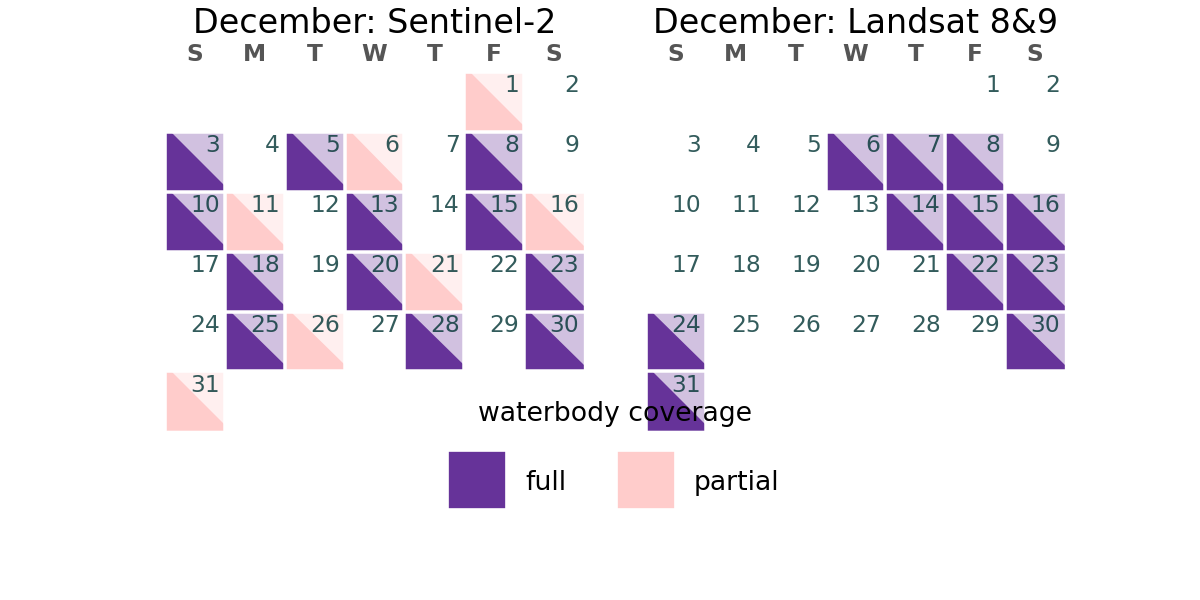 December: Sentinel-2
S M T W T F S
1 2
3 4 5 6 7 8 9
10 11 12 13 14 15 16
17 18 19 20 21 22 23
24 25 26 27 28 29 30
31
December: Landsat 8&9
S M T W T F S
1 2
3 4 5 6 7 8 9
10 11 12 13 14 15 16
17 18 19 20 21 22 23
24 25 26 27 28 29 30
31
waterbody coverage
full partial